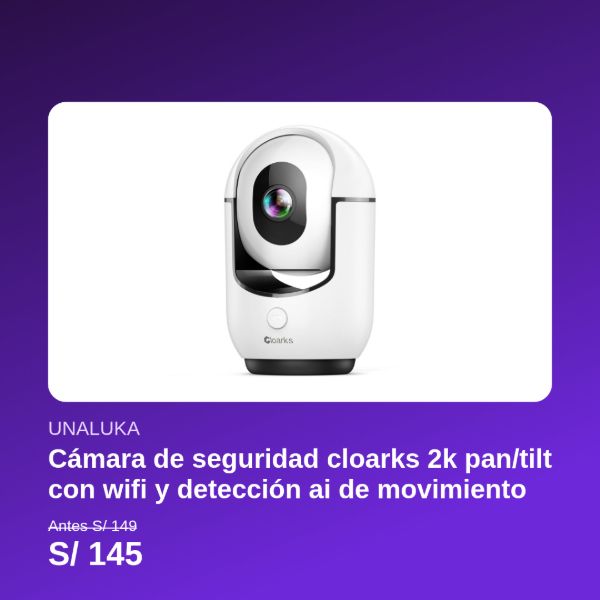 Cloarks
UNALUKA
Cámara de seguridad cloarks 2k pan/tilt
con wifi y detección ai de movimiento
Antes S/ 149
S/ 145